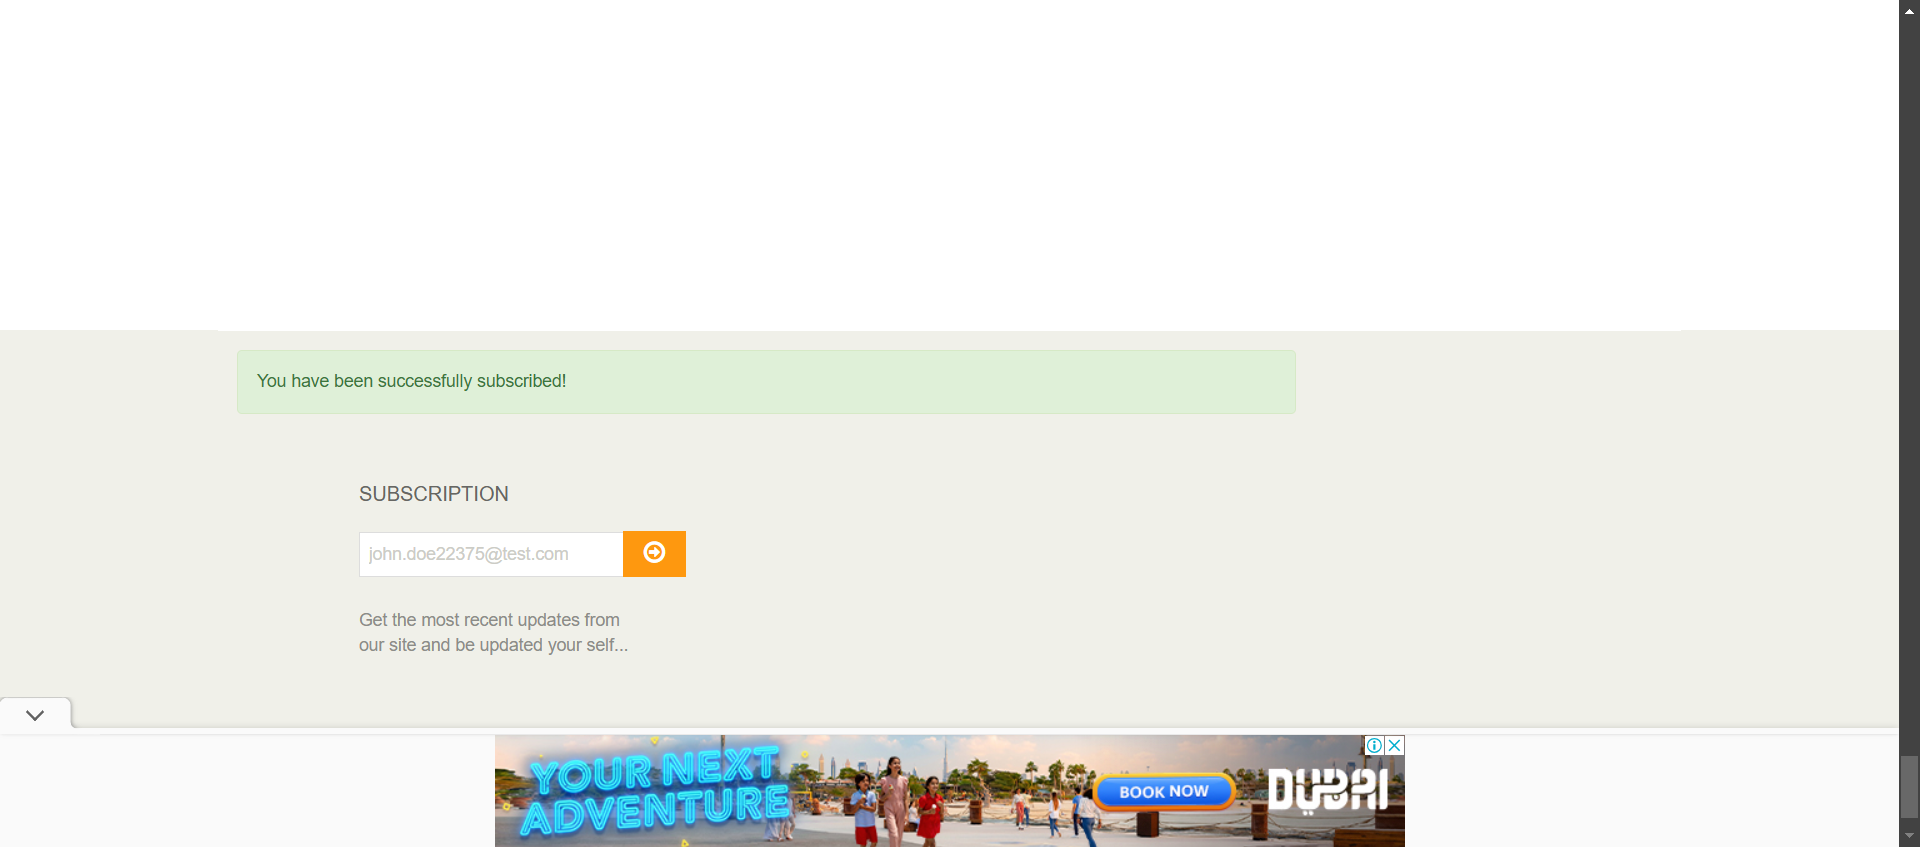 You have been successfully subscribed!
SUBSCRIPTION
john.doe22375@test.com
Get the most recent updates from
our site and be updated your self...
YOUR NEXT
ADVENTURE
BOOK NOW
DUBAI